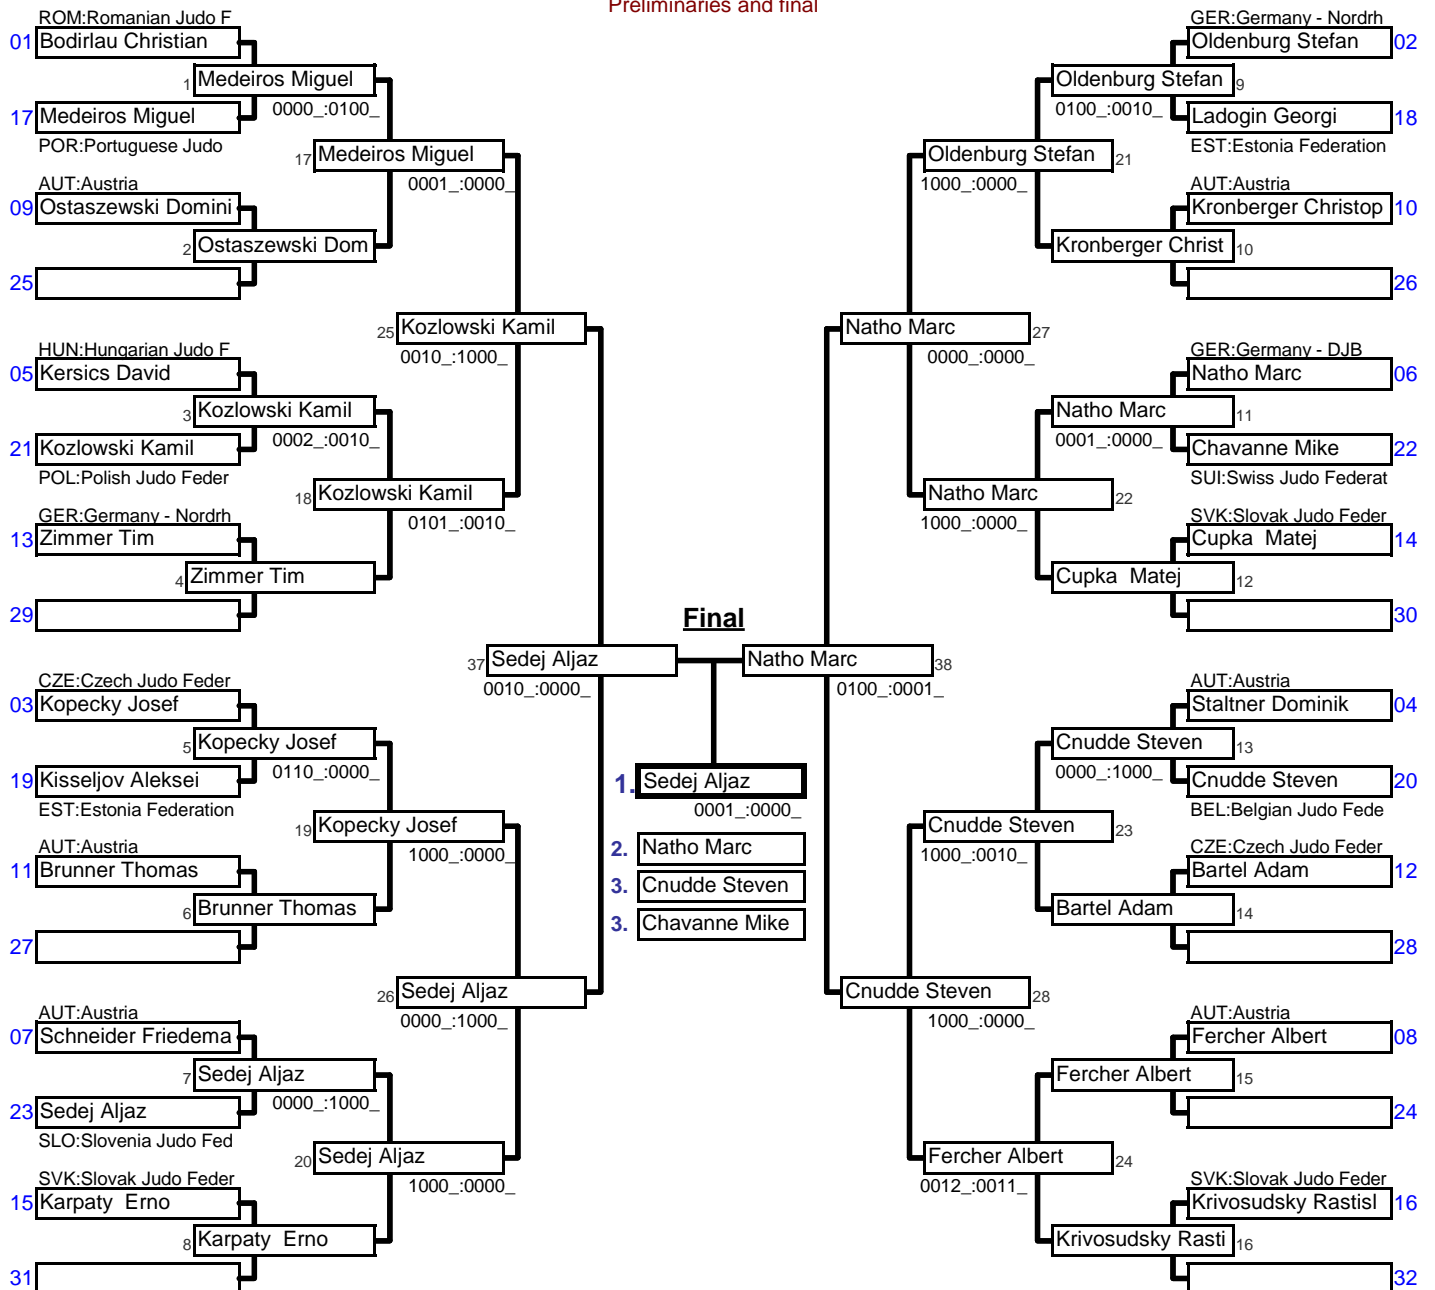 Preliminaries and final
ROM:Romanian Judo F
01 Bodirlau Christian
1 Medeiros Miguel
0000_:0100_
17 Medeiros Miguel
POR:Portuguese Judo
17 Medeiros Miguel
0001_:0000_
AUT:Austria
09 Ostaszewski Domini
2 Ostaszewski Dom
25
25 Kozlowski Kamil
0010_:1000_
HUN:Hungarian Judo F
05 Kersics David
3 Kozlowski Kamil
0002_:0010_
21 Kozlowski Kamil
POL:Polish Judo Feder
18 Kozlowski Kamil
0101_:0010_
GER:Germany - Nordrh
13 Zimmer Tim
4 Zimmer Tim
29
37 Sedej Aljaz
0010_:0000_
CZE:Czech Judo Feder
03 Kopecky Josef
5 Kopecky Josef
0110_:0000_
19 Kisseljov Aleksei
EST:Estonia Federation
19 Kopecky Josef
1000_:0000_
AUT:Austria
11 Brunner Thomas
6 Brunner Thomas
27
26 Sedej Aljaz
0000_:1000_
AUT:Austria
07 Schneider Friedema
7 Sedej Aljaz
0000_:1000_
23 Sedej Aljaz
SLO:Slovenia Judo Fed
20 Sedej Aljaz
1000_:0000_
SVK:Slovak Judo Feder
15 Karpaty Erno
8 Karpaty Erno
31
Final
1. Sedej Aljaz
0001_:0000_
2. Natho Marc
3. Cnudde Steven
3. Chavanne Mike
GER:Germany - Nordrh
Oldenburg Stefan 02
Oldenburg Stefan 9
0100_:0010_
Ladogin Georgi 18
EST:Estonia Federation
Oldenburg Stefan 21
1000_:0000_
AUT:Austria
Kronberger Christop 10
Kronberger Christ 10
26
Natho Marc 27
0000_:0000_
GER:Germany - DJB
Natho Marc 06
Natho Marc 11
0001_:0000_
Chavanne Mike 22
SUI:Swiss Judo Federat
Natho Marc 22
1000_:0000_
SVK:Slovak Judo Feder
Cupka Matej 14
Cupka Matej 12
30
Natho Marc 38
0100_:0001_
AUT:Austria
Staltner Dominik 04
Cnudde Steven 13
0000_:1000_
Cnudde Steven 20
BEL:Belgian Judo Fede
Cnudde Steven 23
1000_:0010_
CZE:Czech Judo Feder
Bartel Adam 12
Bartel Adam 14
28
Cnudde Steven 28
1000_:0000_
AUT:Austria
Fercher Albert 08
Fercher Albert 15
24
Fercher Albert 24
0012_:0011_
SVK:Slovak Judo Feder
Krivosudsky Rastisl 16
Krivosudsky Rasti 16
32